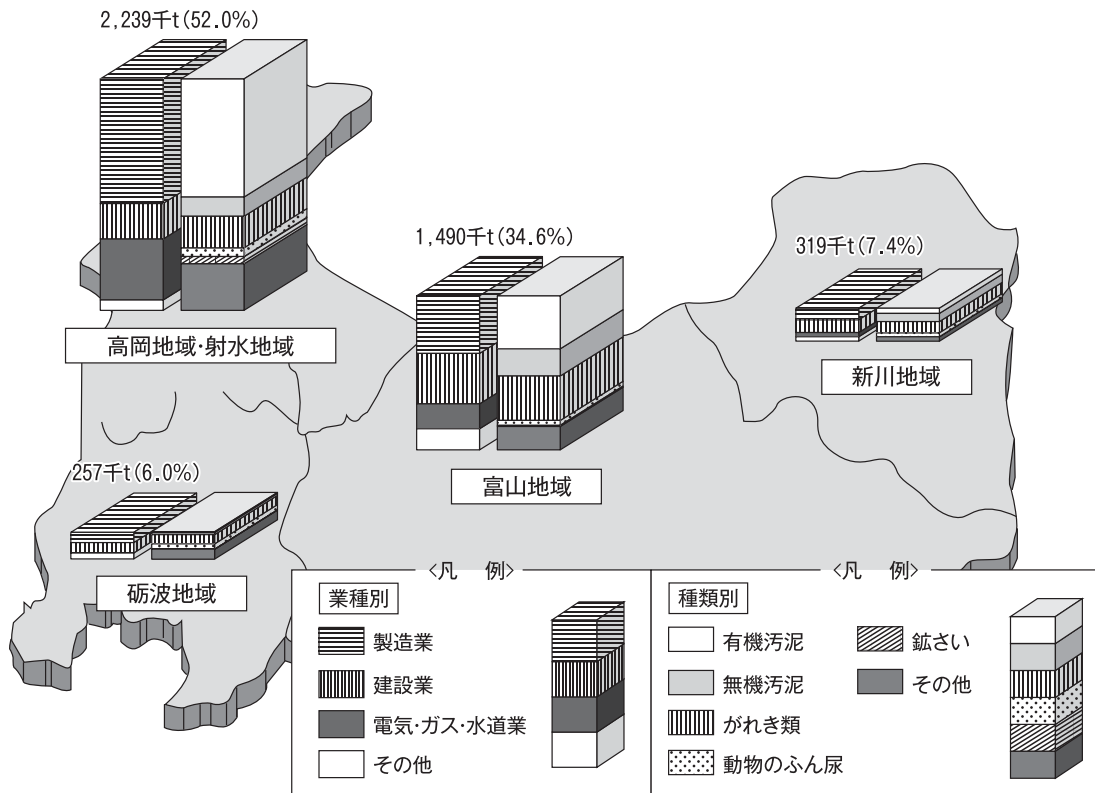 2,239千t(52.0%)
高岡地域・射水地域
1,490千t(34.6%)
富山地域
319千t(7.4%)
新川地域
257千t(6.0%)
砺波地域
<凡 例>
業種別
製造業
建設業
電気・ガス・水道業
その他
<凡 例>
種類別
有機汚泥
無機汚泥
がれき類
動物のふん尿
鉱さい
その他